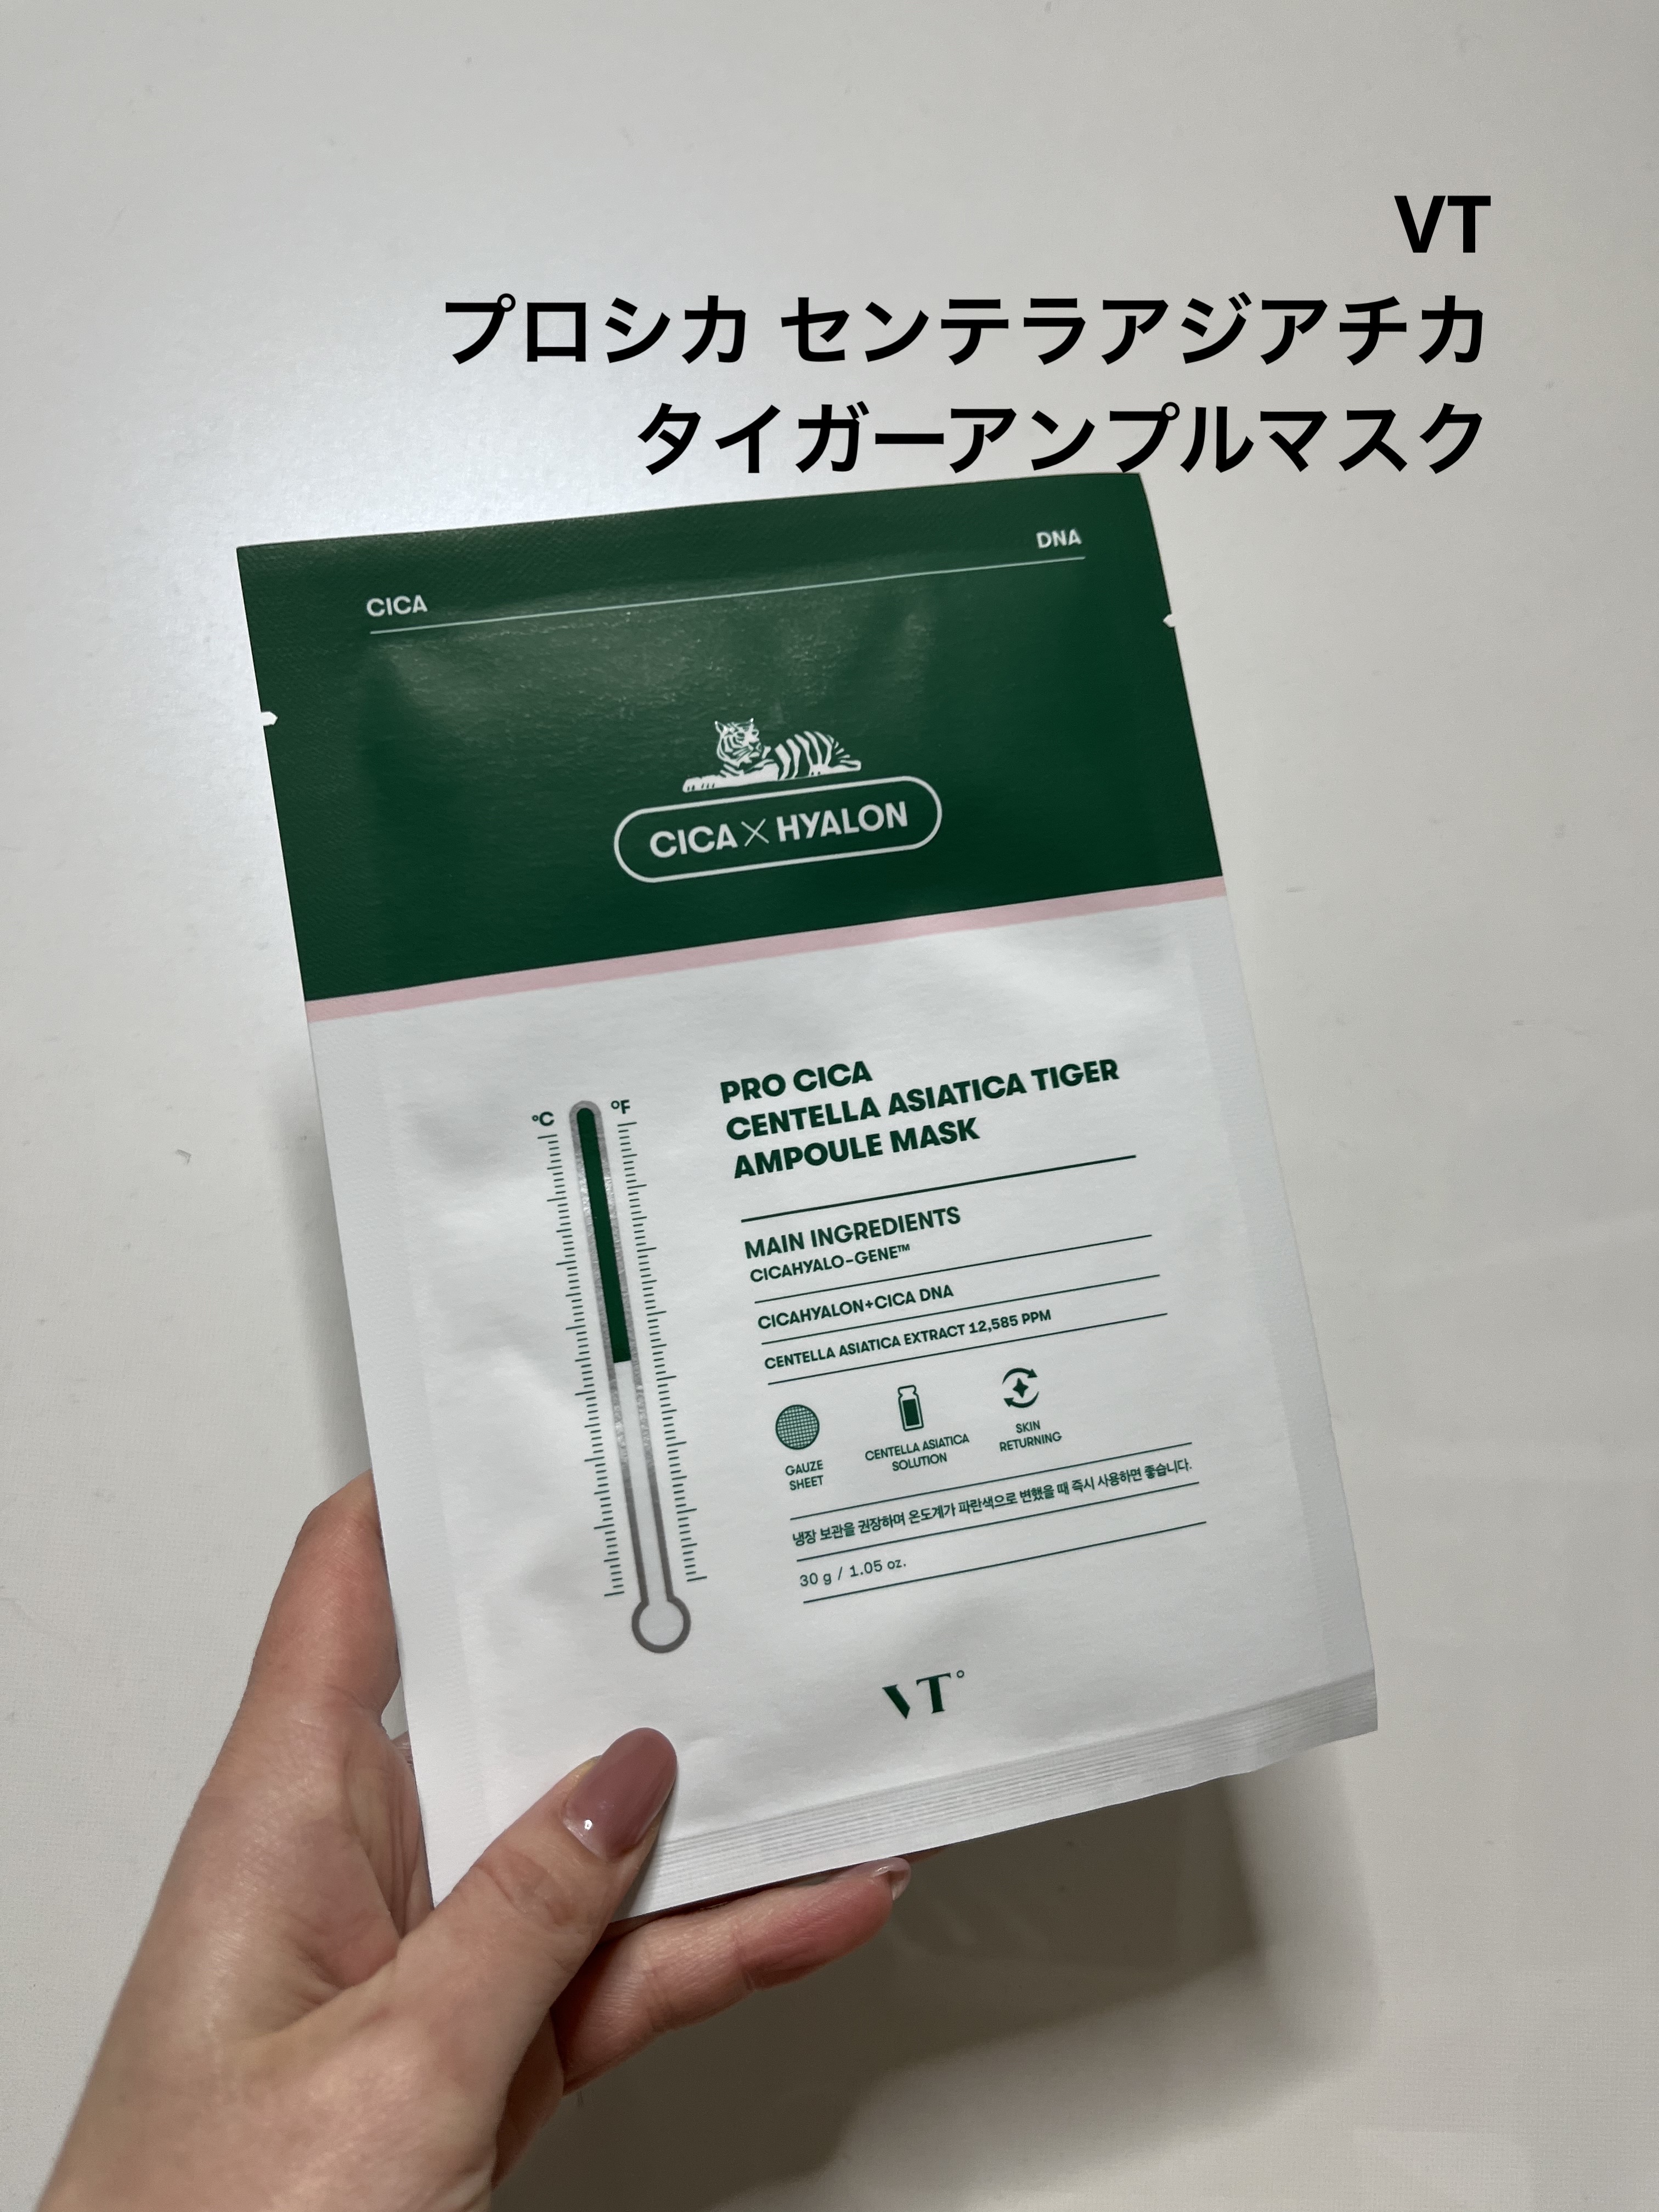 VT
プロシカ センテラアジアチカ
タイガーアンプルマスク
CICA
DNA
CICA X HYALON
PRO CICA
CENTELLA ASIATICA TIGER
AMPOULE MASK
°C
°F
MAIN INGREDIENTS
CICAHYALO-GENE™
CICAHYALON+CICA DNA
CENTELLA ASIATICA EXTRACT 12,585 PPM
GAUZE
SHEET
CENTELLA ASIATICA
SOLUTION
SKIN
RETURNING
냉장 보관을 권장하며 온도계가 파란색으로 변했을 때 즉시 사용하면 좋습니다.
30 g / 1.05 oz.
VT°